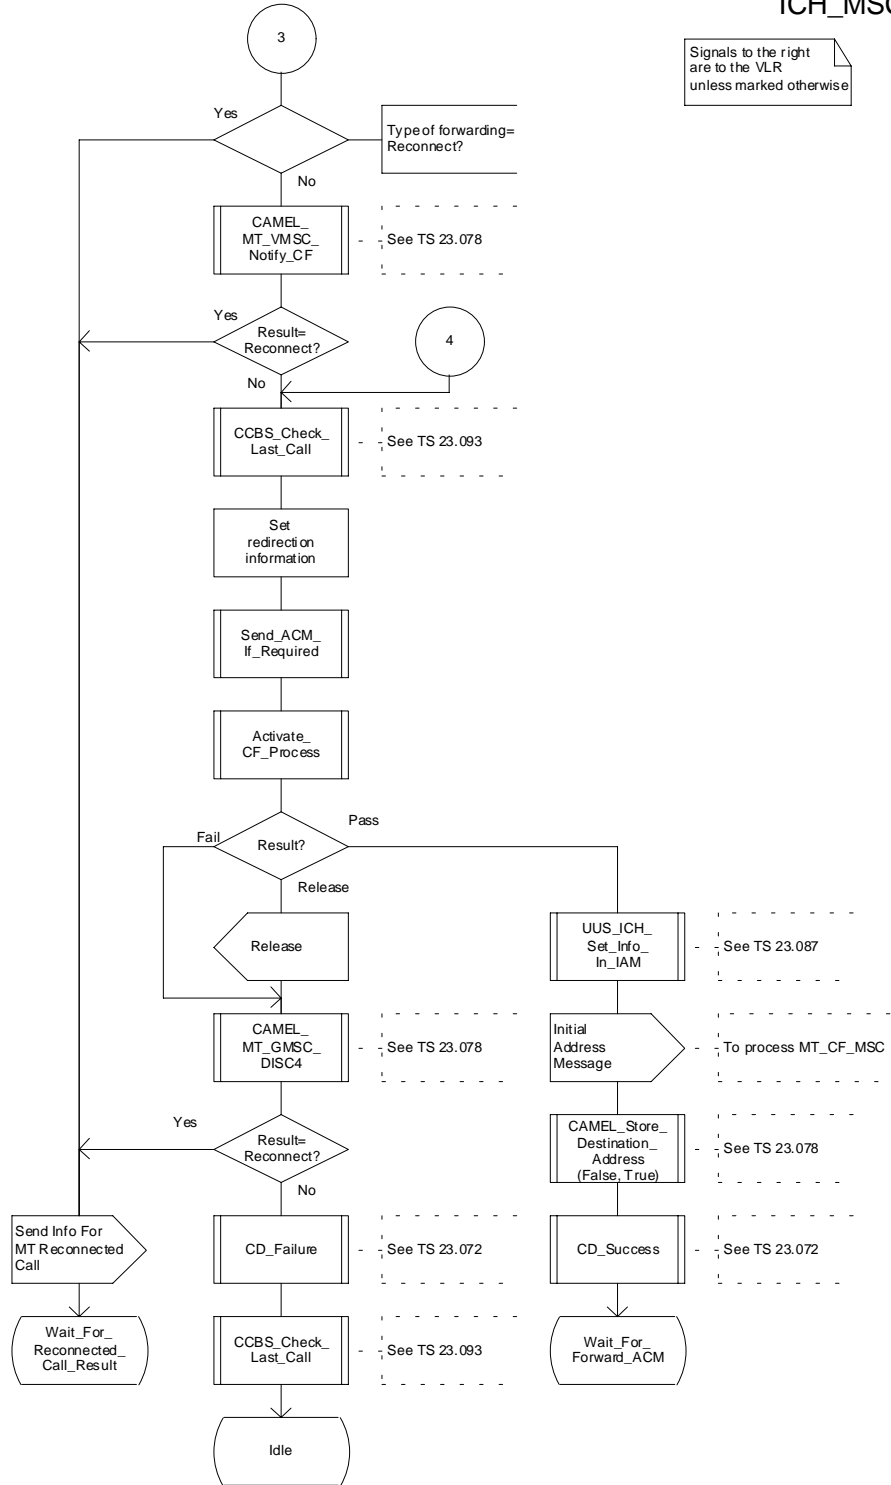 ICH_MSC
3
Signals to the right
are to the VLR
unless marked otherwise
Yes
Type of forwarding=
Reconnect?
No
CAMEL_
MT_VMSC_
Notify_CF
See TS 23.078
Yes
Result=
Reconnect?
4
No
CCBS_Check_
Last_Call
See TS 23.093
Set
redirection
information
Send_ACM_
If_Required
Activate_
CF_Process
Pass
Fail
Result?
Release
Release
UUS_ICH_
Set_Info_
In_IAM
See TS 23.087
CAMEL_
MT_GMSC_
DISC4
See TS 23.078
Initial
Address
Message
To process MT_CF_MSC
Yes
Result=
Reconnect?
No
CAMEL_Store_
Destination_
Address
(False, True)
See TS 23.078
Send Info For
MT Reconnected
Call
CD_Failure
See TS 23.072
CD_Success
See TS 23.072
Wait_For_
Reconnected_
Call_Result
CCBS_Check_
Last_Call
See TS 23.093
Wait_For_
Forward_ACM
Idle